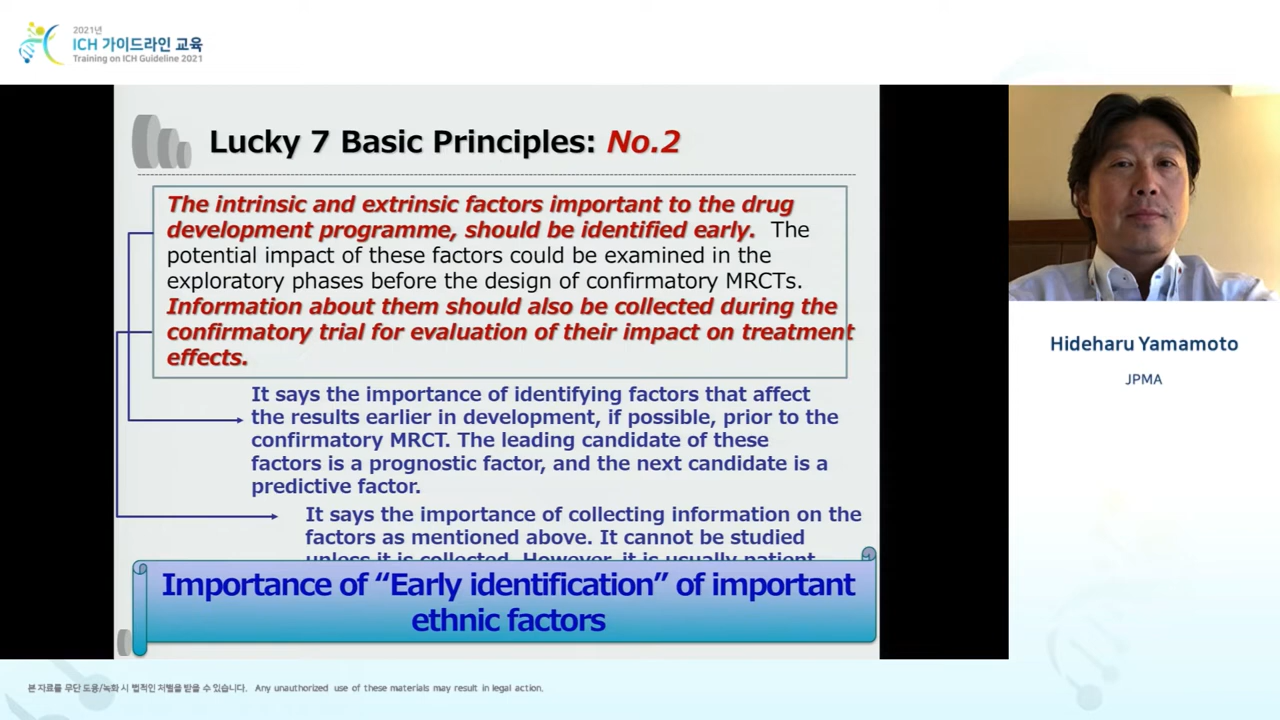 2021년
ICH 가이드라인 교육
Training on ICH Guideline 2021
Lucky 7 Basic Principles: No.2
The intrinsic and extrinsic factors important to the drug
development programme, should be identified early. The
potential impact of these factors could be examined in the
exploratory phases before the design of confirmatory MRCTs.
Information about them should also be collected during the
confirmatory trial for evaluation of their impact on treatment
effects.
It says the importance of identifying factors that affect
the results earlier in development, if possible, prior to the
confirmatory MRCT. The leading candidate of these
factors is a prognostic factor, and the next candidate is a
predictive factor.
It says the importance of collecting information on the
factors as mentioned above. It cannot be studied
unless it is collected. However, it is usually patient
Importance of “Early identification” of important
ethnic factors
Hideharu Yamamoto
JPMA
본 자료를 무단 도용/녹화 시 법적인 처벌을 받을 수 있습니다. Any unauthorized use of these materials may result in legal action.